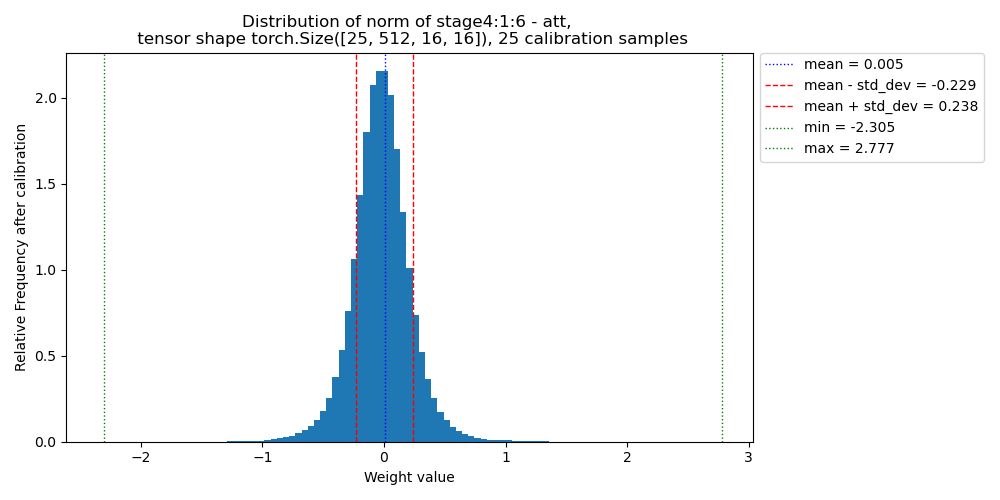 Distribution of norm of stage4:1:6 - att,
tensor shape torch.Size([25, 512, 16, 16]), 25 calibration samples
mean = 0.005
mean - std_dev = -0.229
mean + std_dev = 0.238
min = -2.305
max = 2.777
Relative Frequency after calibration
2.0
1.5
1.0
0.5
0.0
−2 −1 0 1 2 3
Weight value